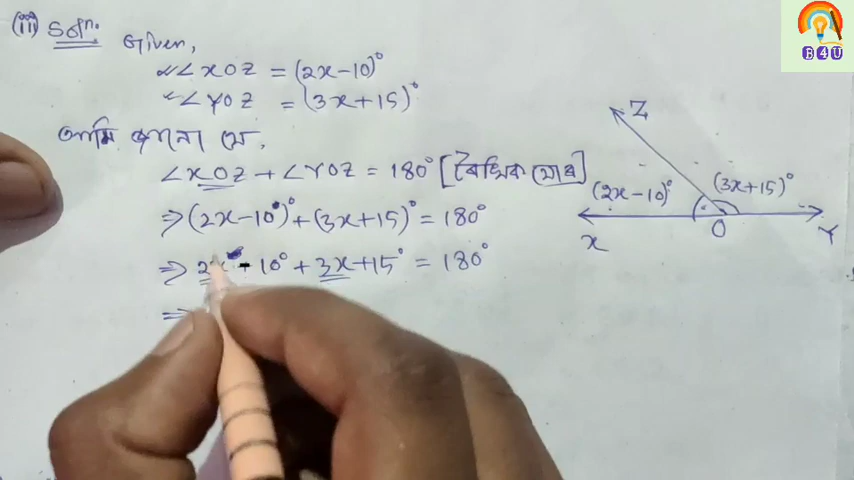 (iii) Solⁿ.
Given,
∠XOZ = (2x-10)°
∠YOZ = (3x+15)°
আমি জানো যে,
∠XOZ + ∠YOZ = 180° [ৰৈখিক যোৰ]
⇒ (2x-10°)° + (3x+15)° = 180°
⇒ 2x - 10° + 3x + 15° = 180°
⇒
Z
(2x-10)° (3x+15)°
X O Y
B4U